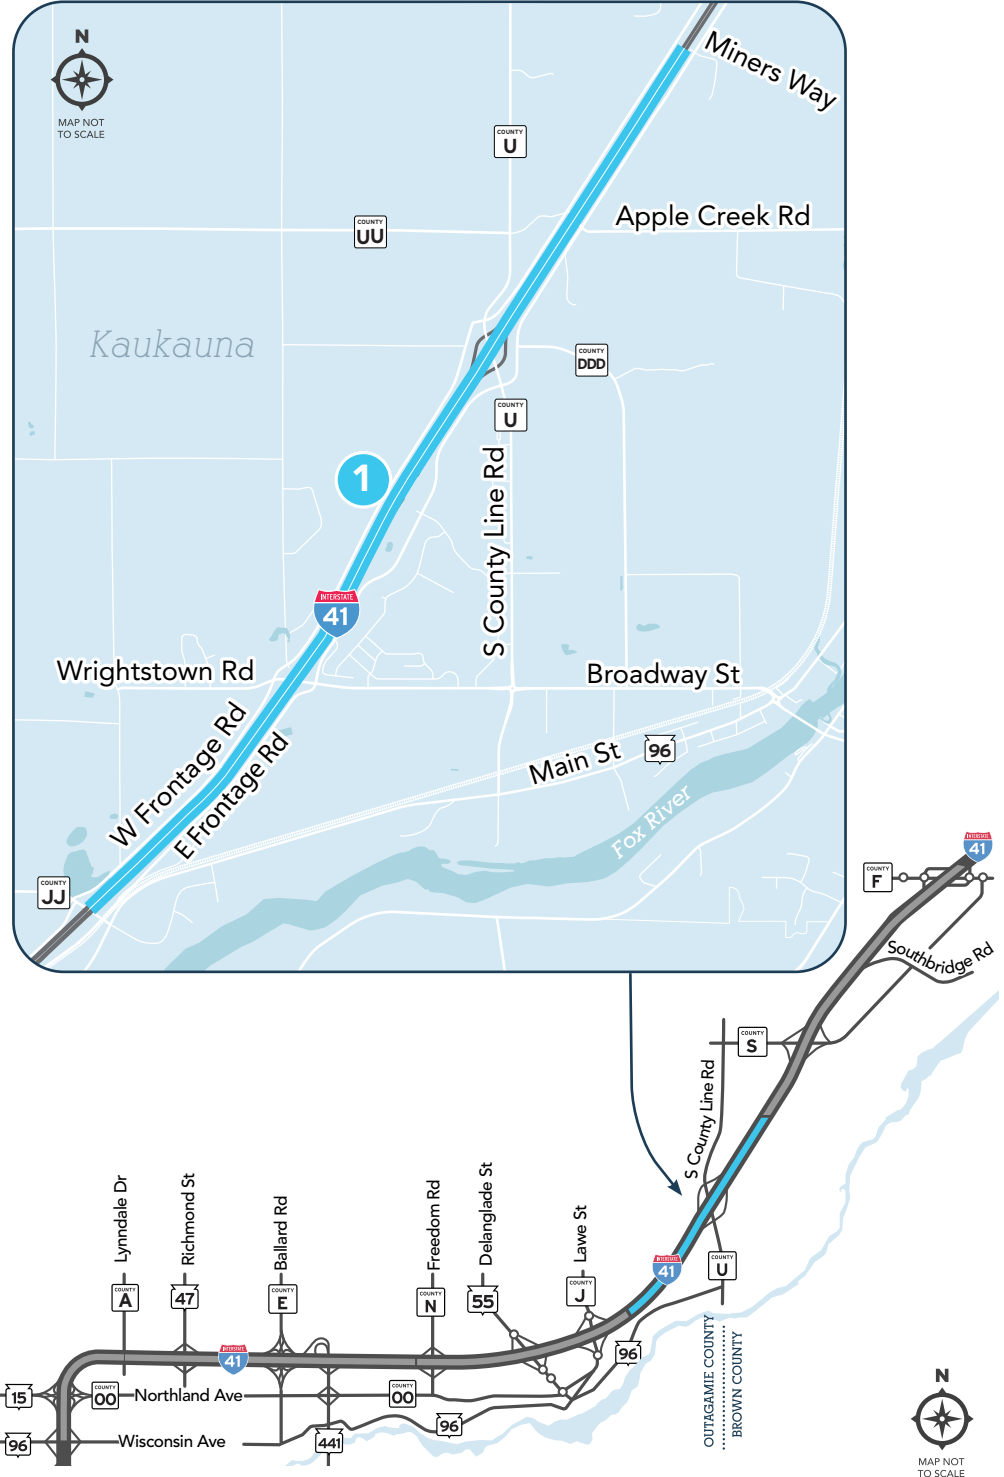 N
MAP NOT
TO SCALE
Miners Way
COUNTY
U
COUNTY
UU
Apple Creek Rd
Kaukauna
COUNTY
DDD
COUNTY
U
S County Line Rd
1
INTERSTATE
41
Wrightstown Rd
Broadway St
W Frontage Rd
E Frontage Rd
Main St
96
Fox River
COUNTY
JJ
INTERSTATE
41
COUNTY
F
Southbridge Rd
COUNTY
S
S County Line Rd
Lynndale Dr
Richmond St
Ballard Rd
Freedom Rd
Delanglade St
Lawe St
INTERSTATE
41
COUNTY
U
COUNTY
A
47
COUNTY
E
COUNTY
N
55
COUNTY
J
INTERSTATE
41
96
OUTAGAMIE COUNTY
BROWN COUNTY
15
COUNTY
00
Northland Ave
COUNTY
00
96
Wisconsin Ave
441
96
N
MAP NOT
TO SCALE